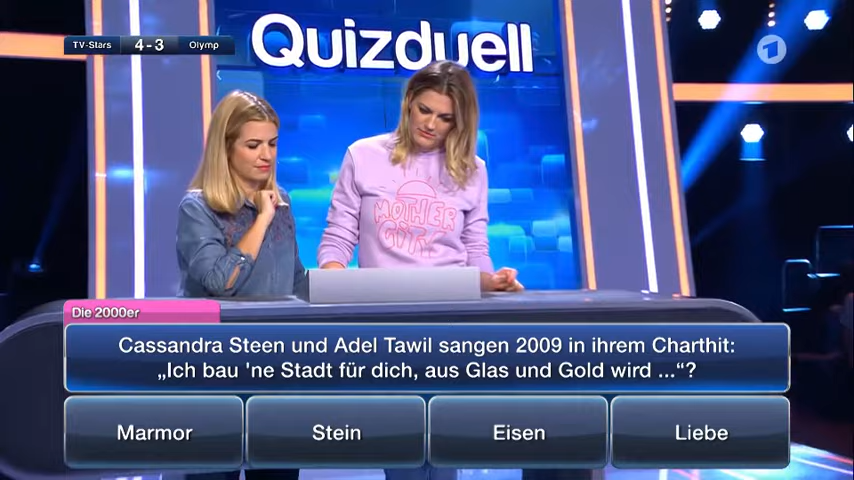 TV-Stars 4-3 Olymp
Quizduell
1
MOTHER
CITY
Die 2000er
Cassandra Steen und Adel Tawil sangen 2009 in ihrem Charthit:
„Ich bau 'ne Stadt für dich, aus Glas und Gold wird ...“?
Marmor
Stein
Eisen
Liebe